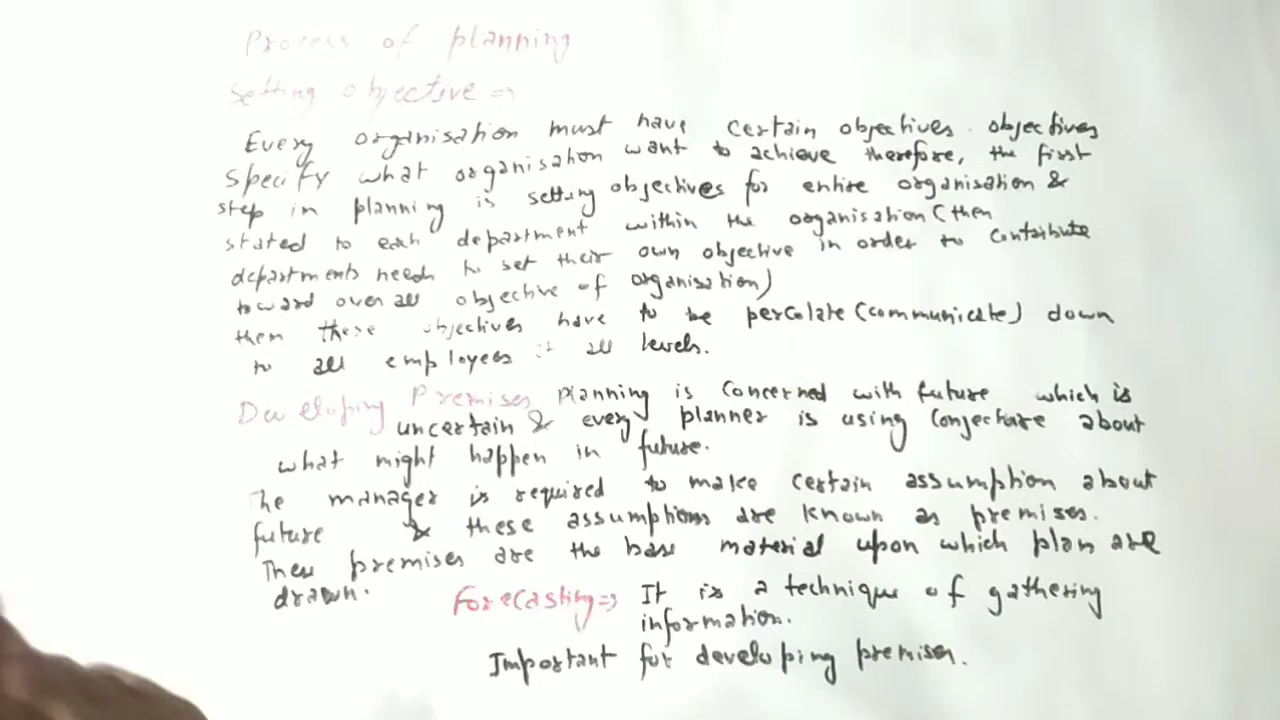 Process of planning
Setting objective ⇒
Every organisation must have certain objectives. objectives
specify what organisation want to achieve therefore, the first
step in planning is setting objectives for entire organisation &
stated to each department within the organisation (then
departments needs to set their own objective in order to contribute
toward over all objective of organisation)
then these objectives have to be percolate (communicate) down
to all employees at all levels.
Developing Premises planning is concerned with future which is
uncertain & every planner is using conjecture about
what might happen in future.
The manager is required to make certain assumption about
future & these assumptions are known as premises.
These premises are the base material upon which plan are
drawn.
Forecasting ⇒ It is a technique of gathering
information.
Important for developing premises.